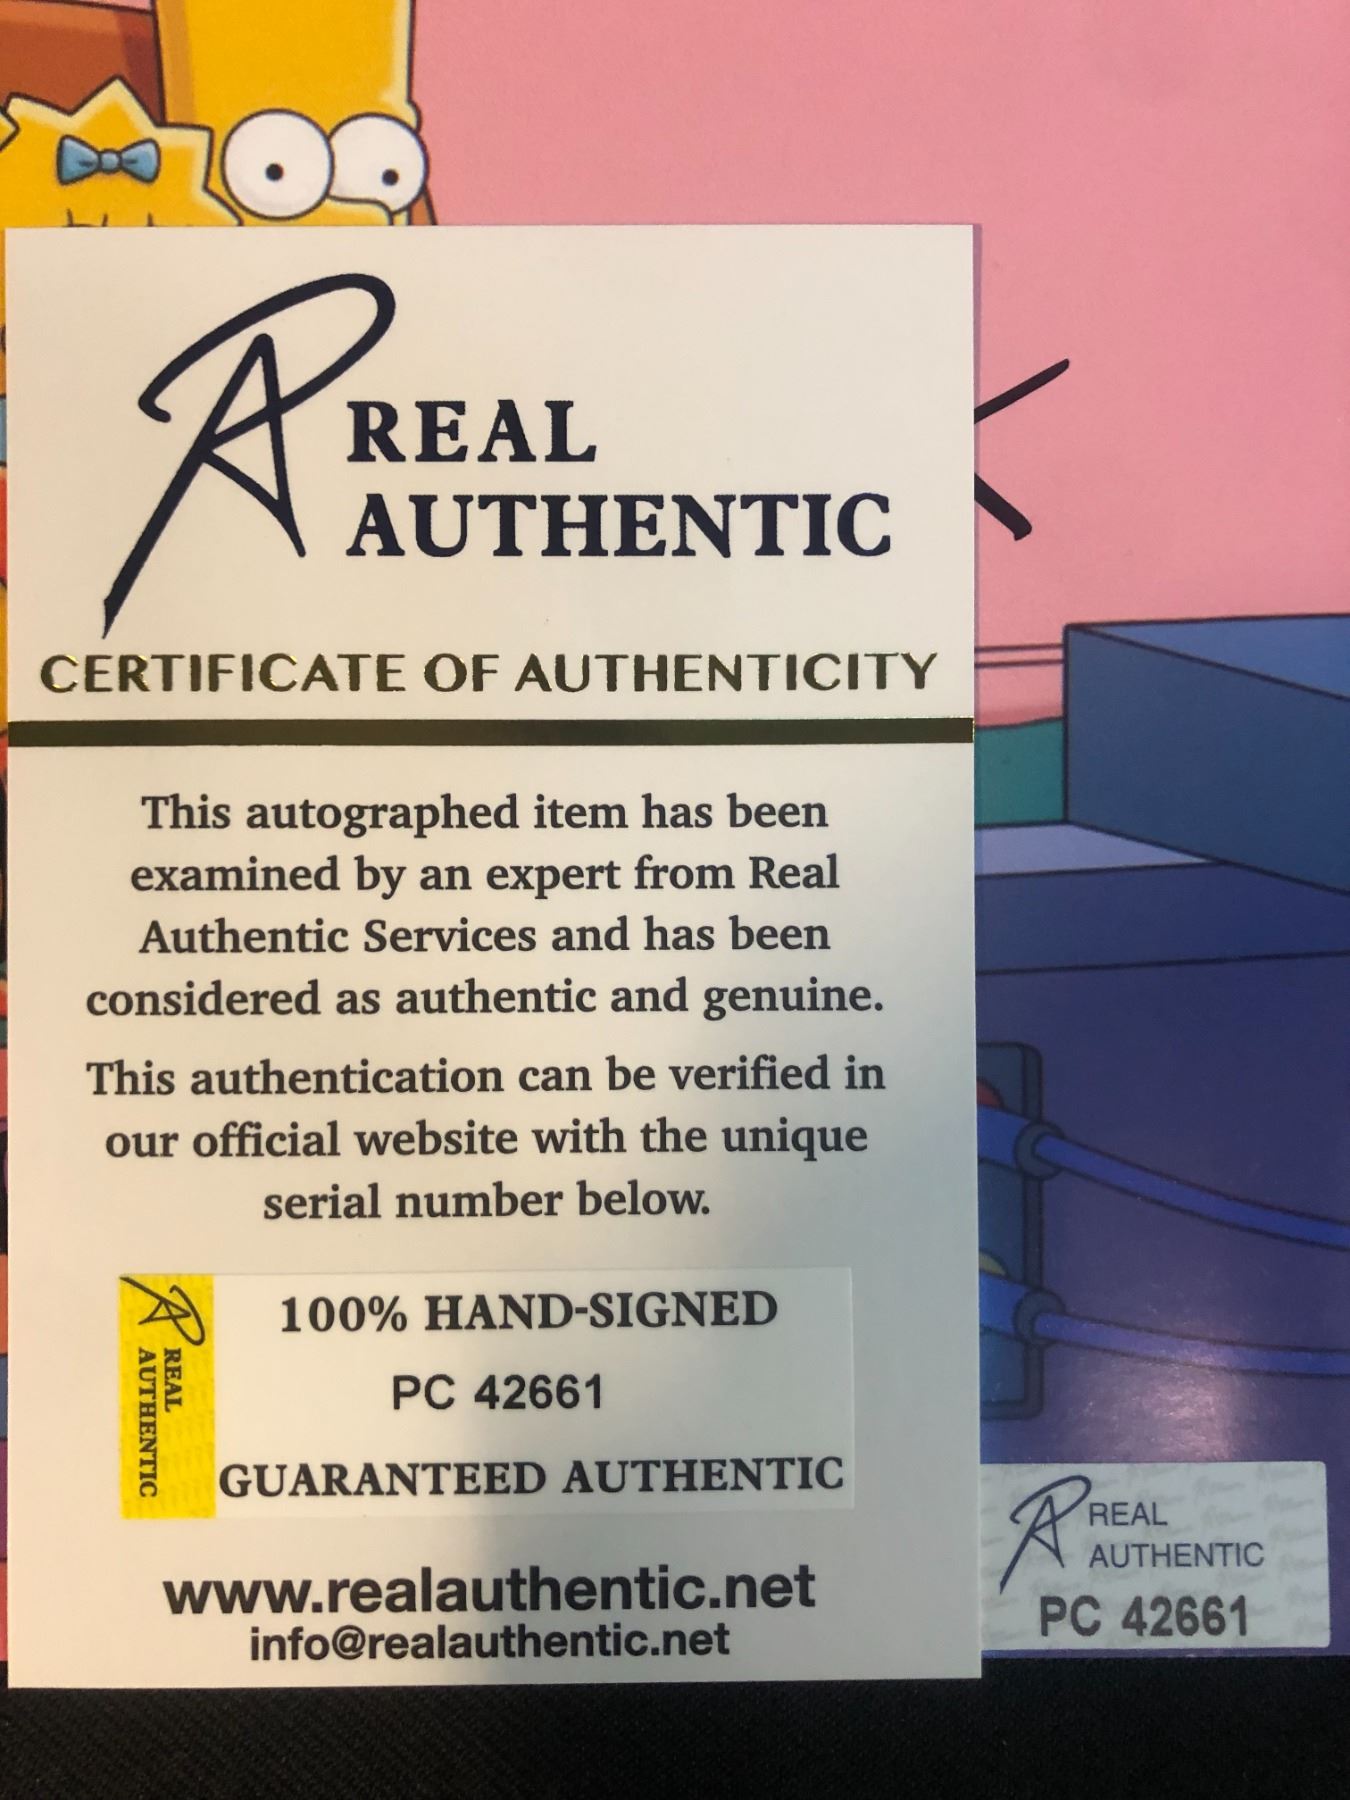 REAL
AUTHENTIC
CERTIFICATE OF AUTHENTICITY
This autographed item has been
examined by an expert from Real
Authentic Services and has been
considered as authentic and genuine.
This authentication can be verified in
our official website with the unique
serial number below.
REAL
AUTHENTIC
100% HAND-SIGNED
PC 42661
GUARANTEED AUTHENTIC
www.realauthentic.net
info@realauthentic.net
REAL
AUTHENTIC
PC 42661